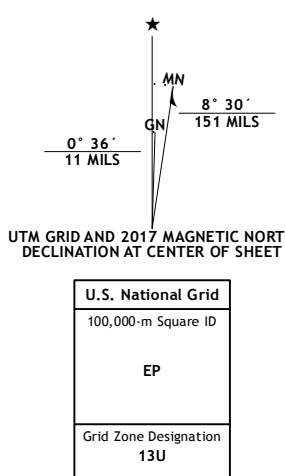 ★
MN
GN
8° 30´
151 MILS
0° 36´
11 MILS
UTM GRID AND 2017 MAGNETIC NORT
DECLINATION AT CENTER OF SHEET
U.S. National Grid
100,000-m Square ID
EP
Grid Zone Designation
13U